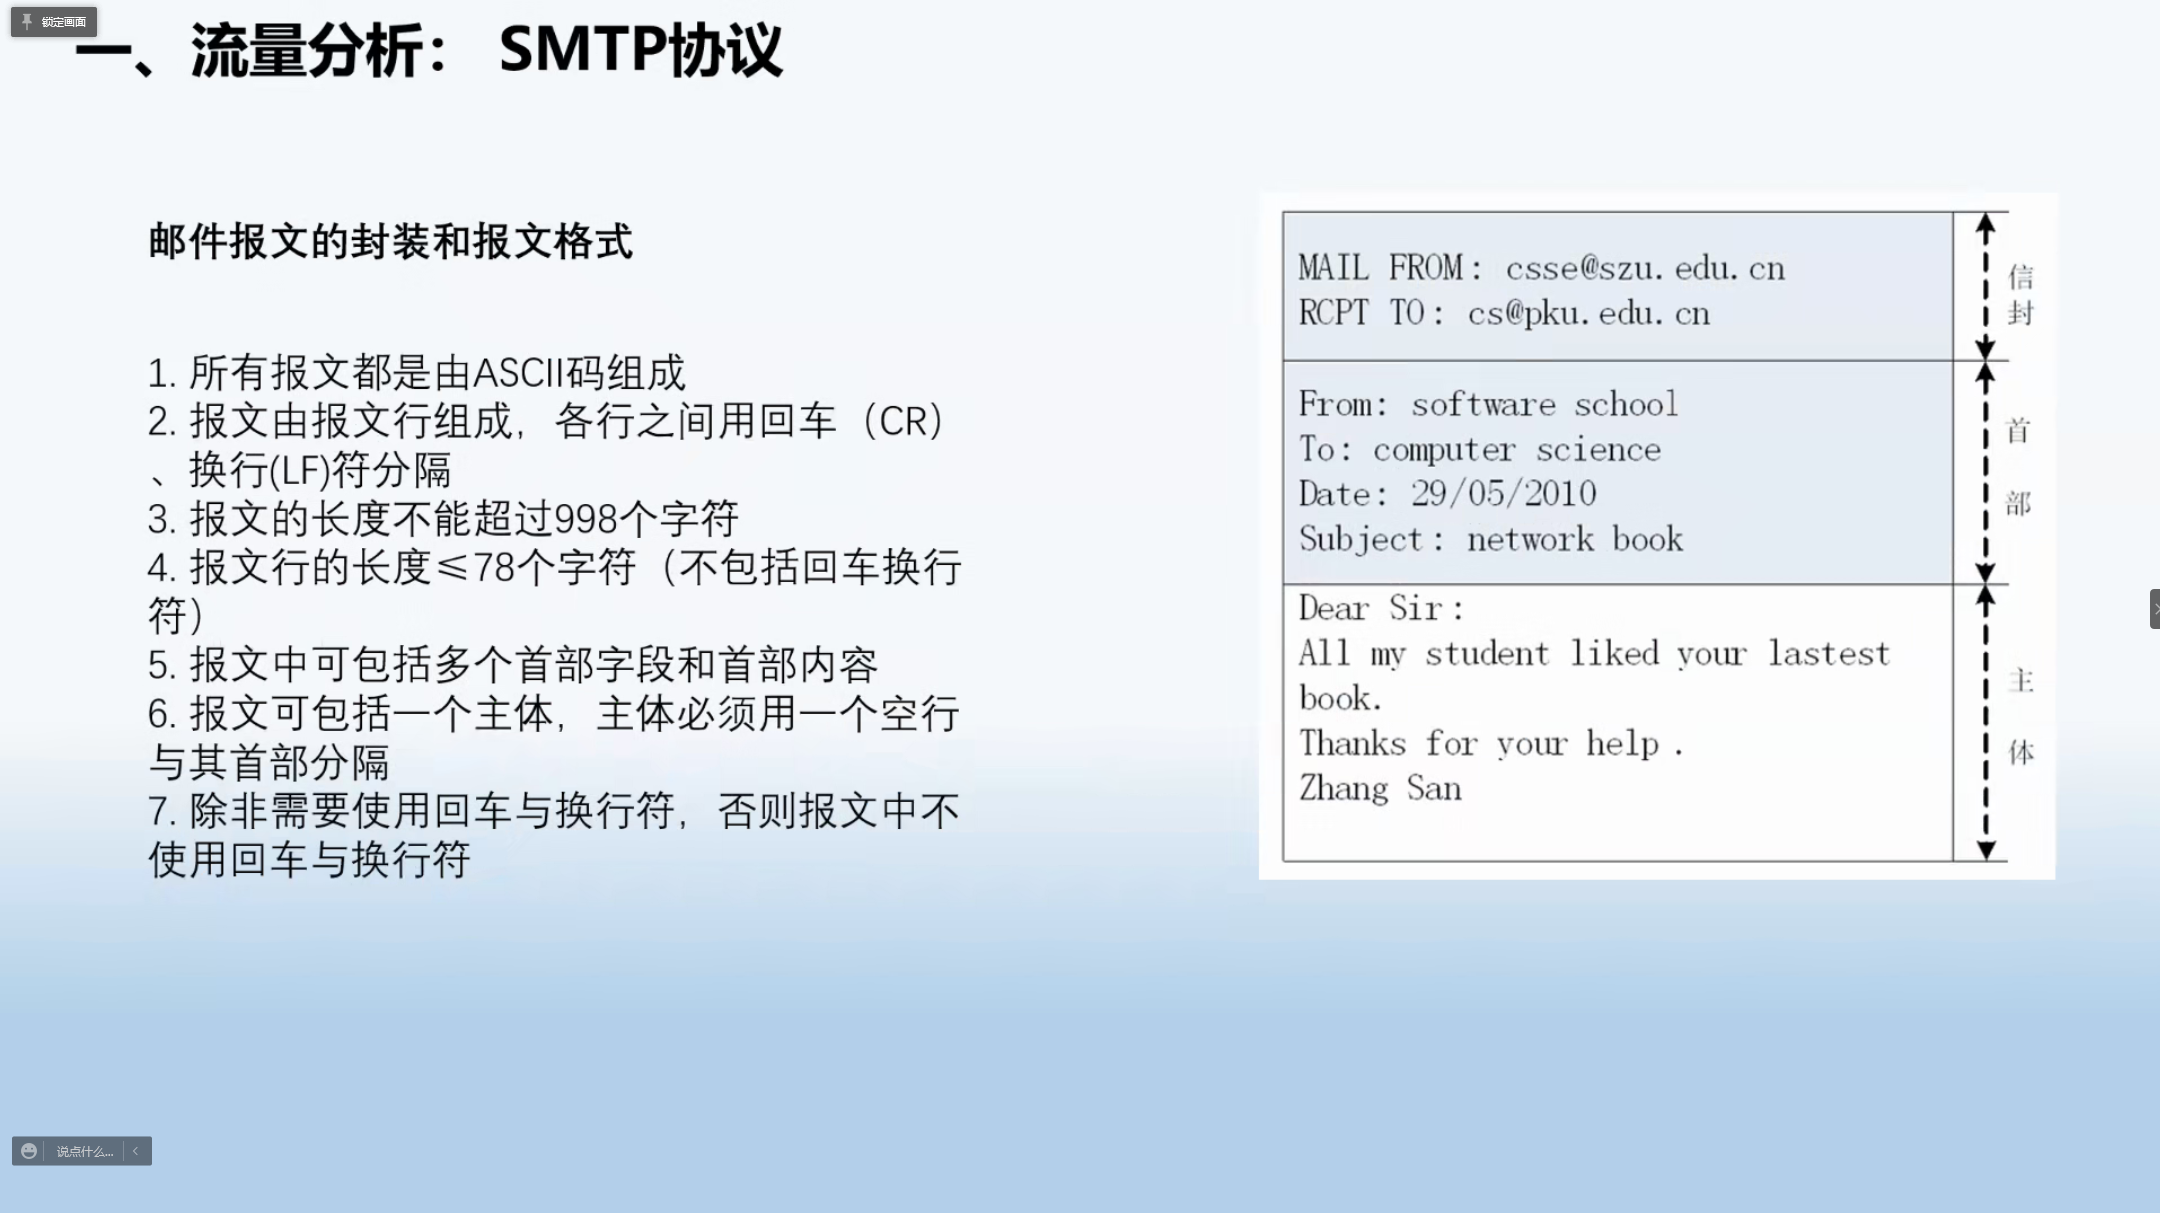 锁定画面
一、流量分析： SMTP协议
邮件报文的封装和报文格式
1. 所有报文都是由ASCII码组成
2. 报文由报文行组成，各行之间用回车（CR）
、换行(LF)符分隔
3. 报文的长度不能超过998个字符
4. 报文行的长度≤78个字符（不包括回车换行
符）
5. 报文中可包括多个首部字段和首部内容
6. 报文可包括一个主体，主体必须用一个空行
与其首部分隔
7. 除非需要使用回车与换行符，否则报文中不
使用回车与换行符
MAIL FROM: csse@szu.edu.cn
RCPT TO: cs@pku.edu.cn
信封
From: software school
To: computer science
Date: 29/05/2010
Subject: network book
首部
Dear Sir:
All my student liked your lastest
book.
Thanks for your help .
Zhang San
主体
说点什么...